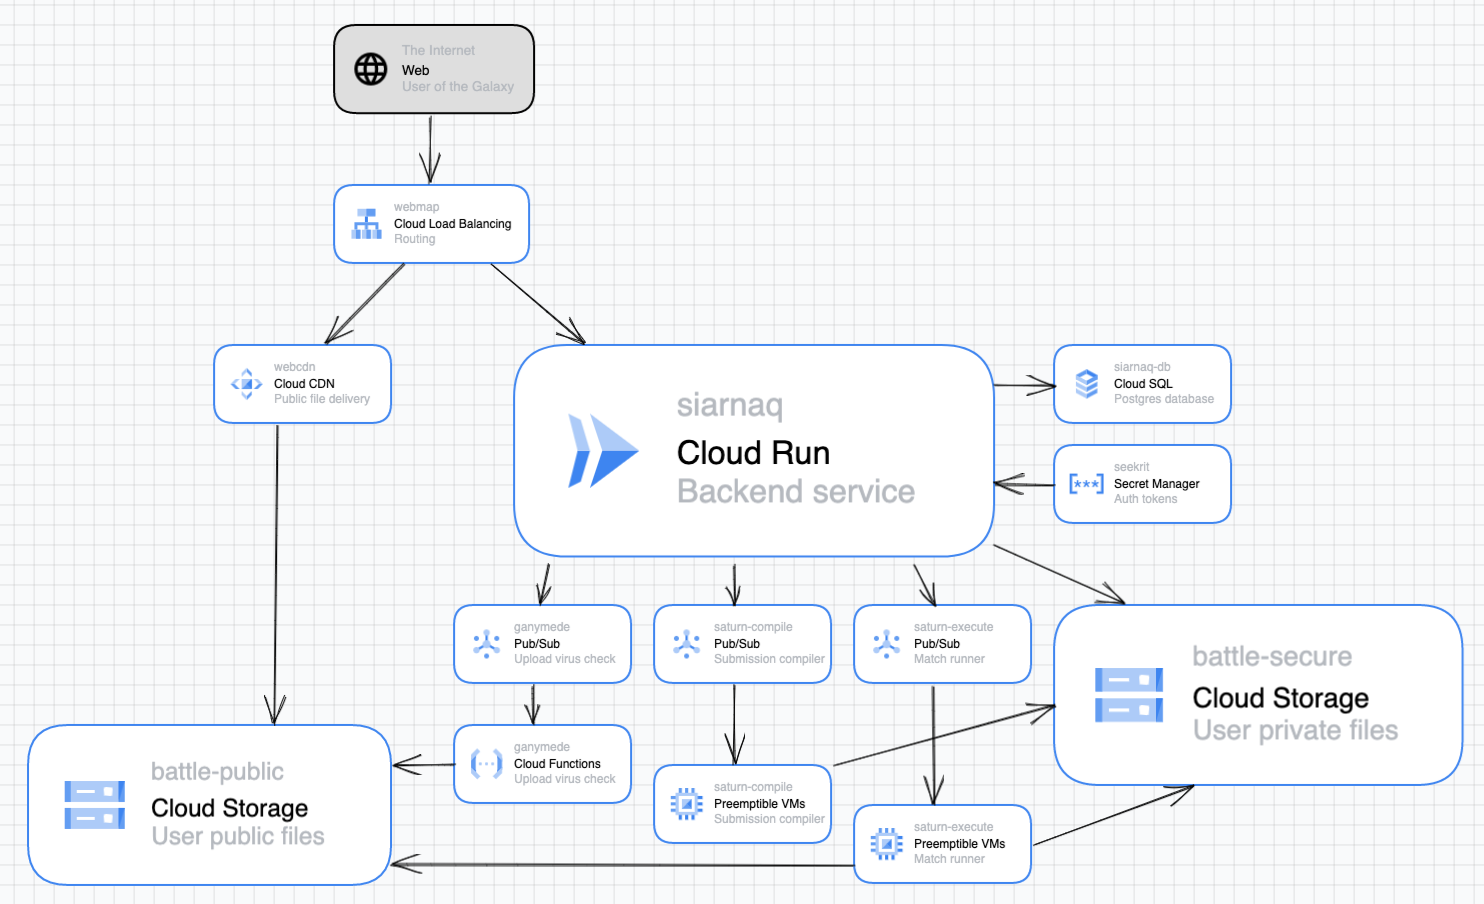 The Internet
Web
User of the Galaxy
webmap
Cloud Load Balancing
Routing
webcdn
Cloud CDN
Public file delivery
siarnaq
Cloud Run
Backend service
siarnaq-db
Cloud SQL
Postgres database
seekrit
[***]
Secret Manager
Auth tokens
ganymede
Pub/Sub
Upload virus check
saturn-compile
Pub/Sub
Submission compiler
saturn-execute
Pub/Sub
Match runner
battle-secure
Cloud Storage
User private files
battle-public
Cloud Storage
User public files
ganymede
Cloud Functions
Upload virus check
saturn-compile
Preemptible VMs
Submission compiler
saturn-execute
Preemptible VMs
Match runner